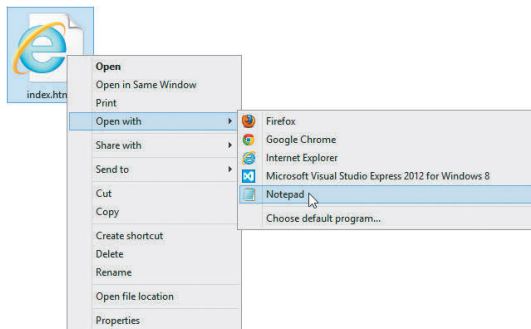 index.htm
Open
Open in Same Window
Print
Open with
Share with
Send to
Cut
Copy
Create shortcut
Delete
Rename
Open file location
Properties
Firefox
Google Chrome
Internet Explorer
Microsoft Visual Studio Express 2012 for Windows 8
Notepad
Choose default program...